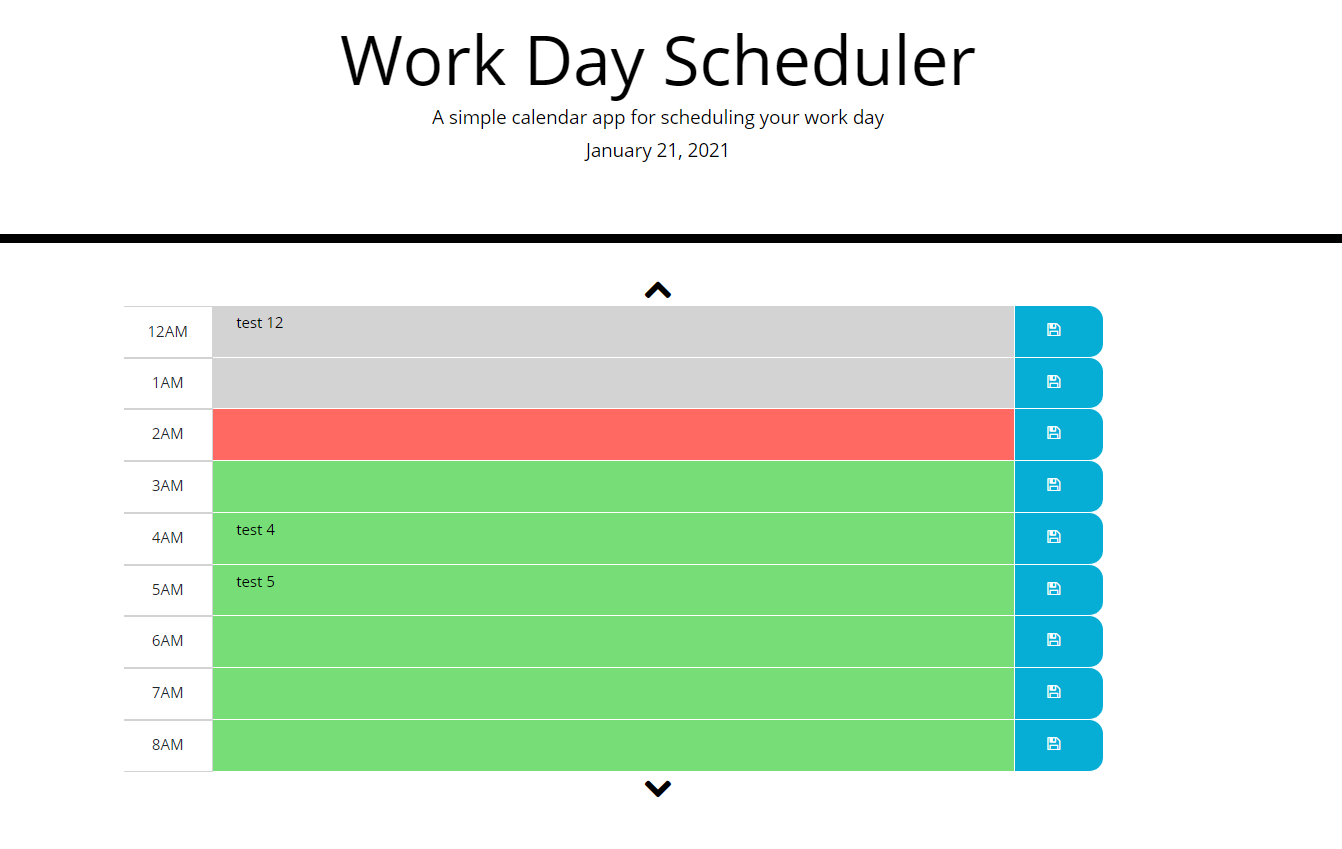 Work Day Scheduler
A simple calendar app for scheduling your work day
January 21, 2021
12AM test 12
1AM
2AM
3AM
4AM test 4
5AM test 5
6AM
7AM
8AM